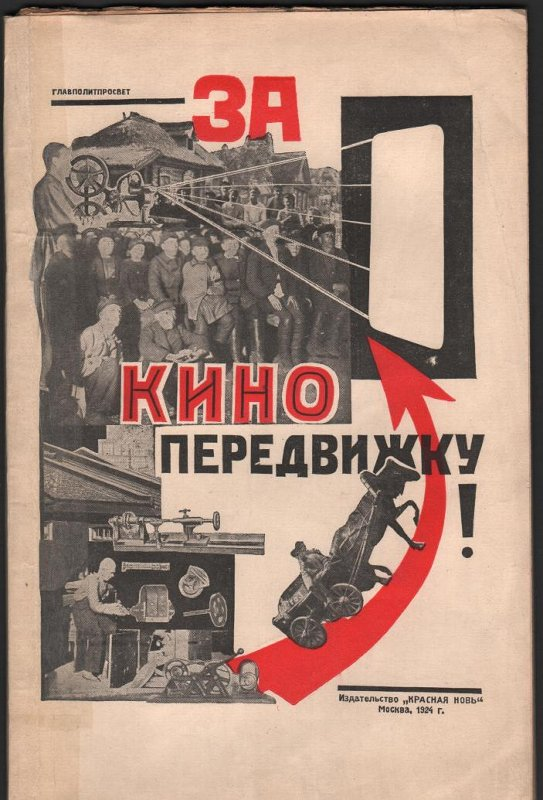 ГЛАВПОЛИТПРОСВЕТ
ЗА
КИНО
ПЕРЕДВИЖКУ
!
Издательство „КРАСНАЯ НОВЬ“
Москва, 1924 г.